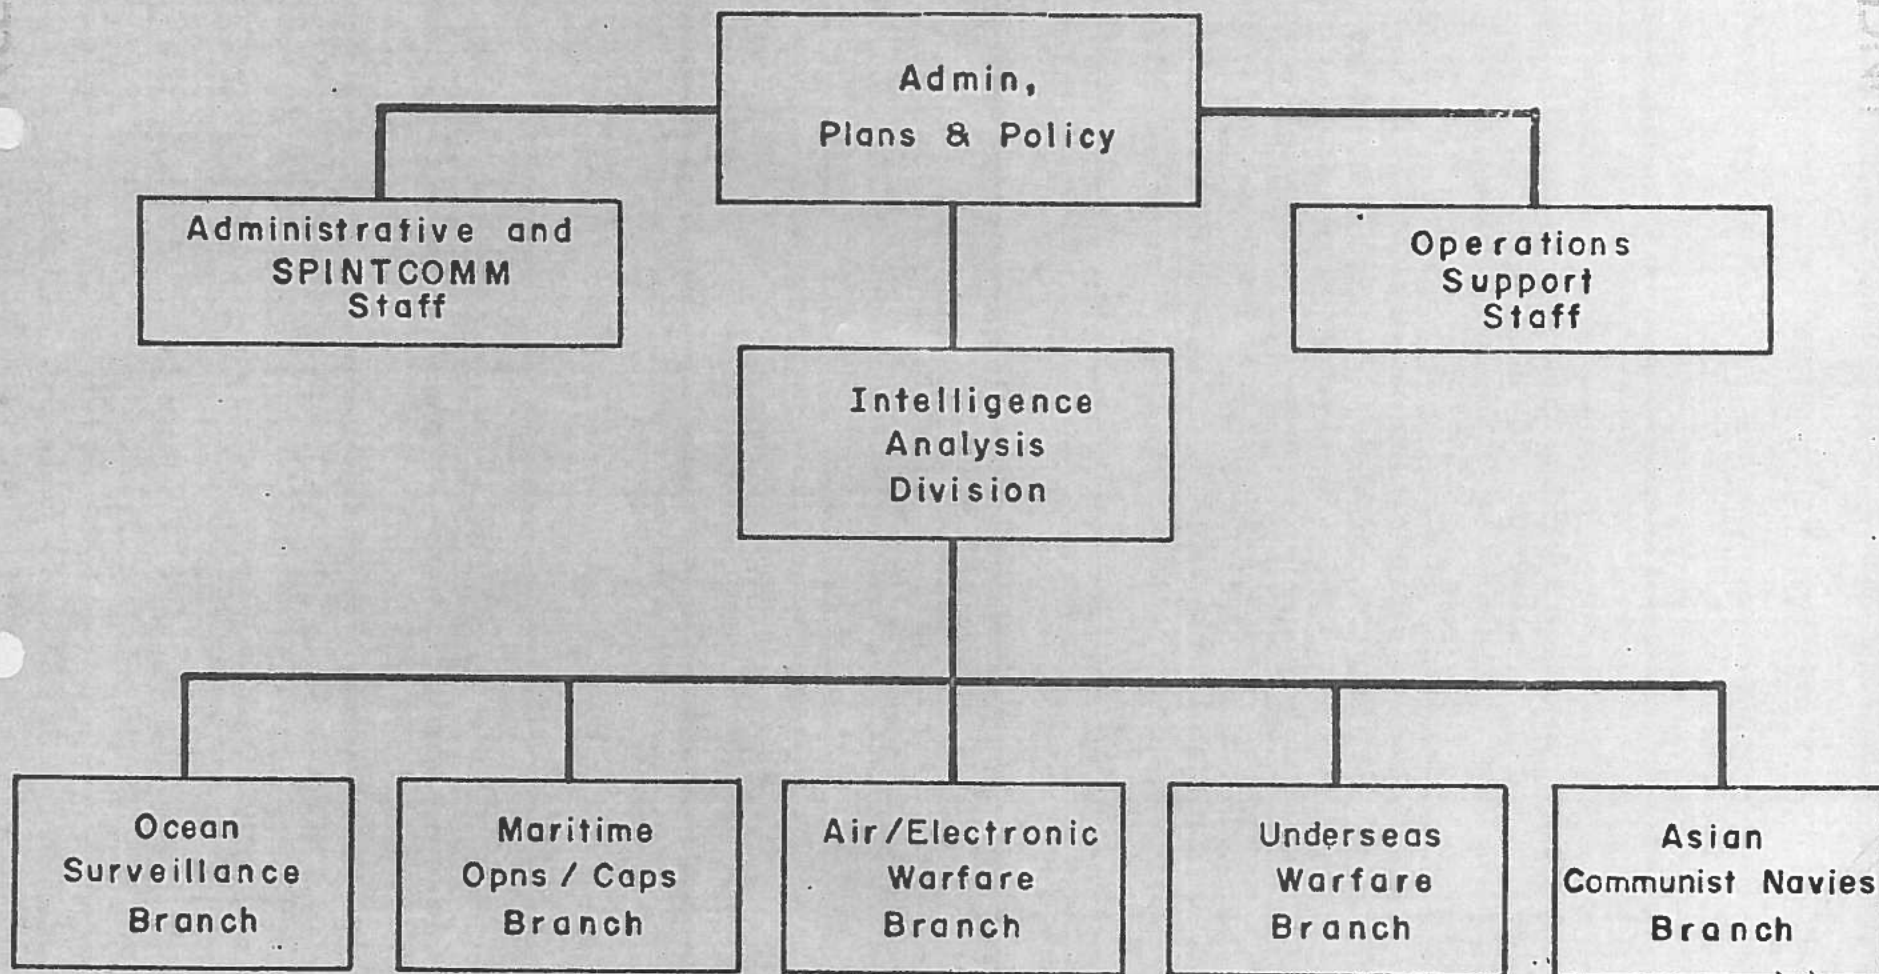 Admin,
Plans & Policy
Administrative and
SPINTCOMM
Staff
Operations
Support
Staff
Intelligence
Analysis
Division
Ocean
Surveillance
Branch
Maritime
Opns / Caps
Branch
Air/Electronic
Warfare
Branch
Underseas
Warfare
Branch
Asian
Communist Navies
Branch